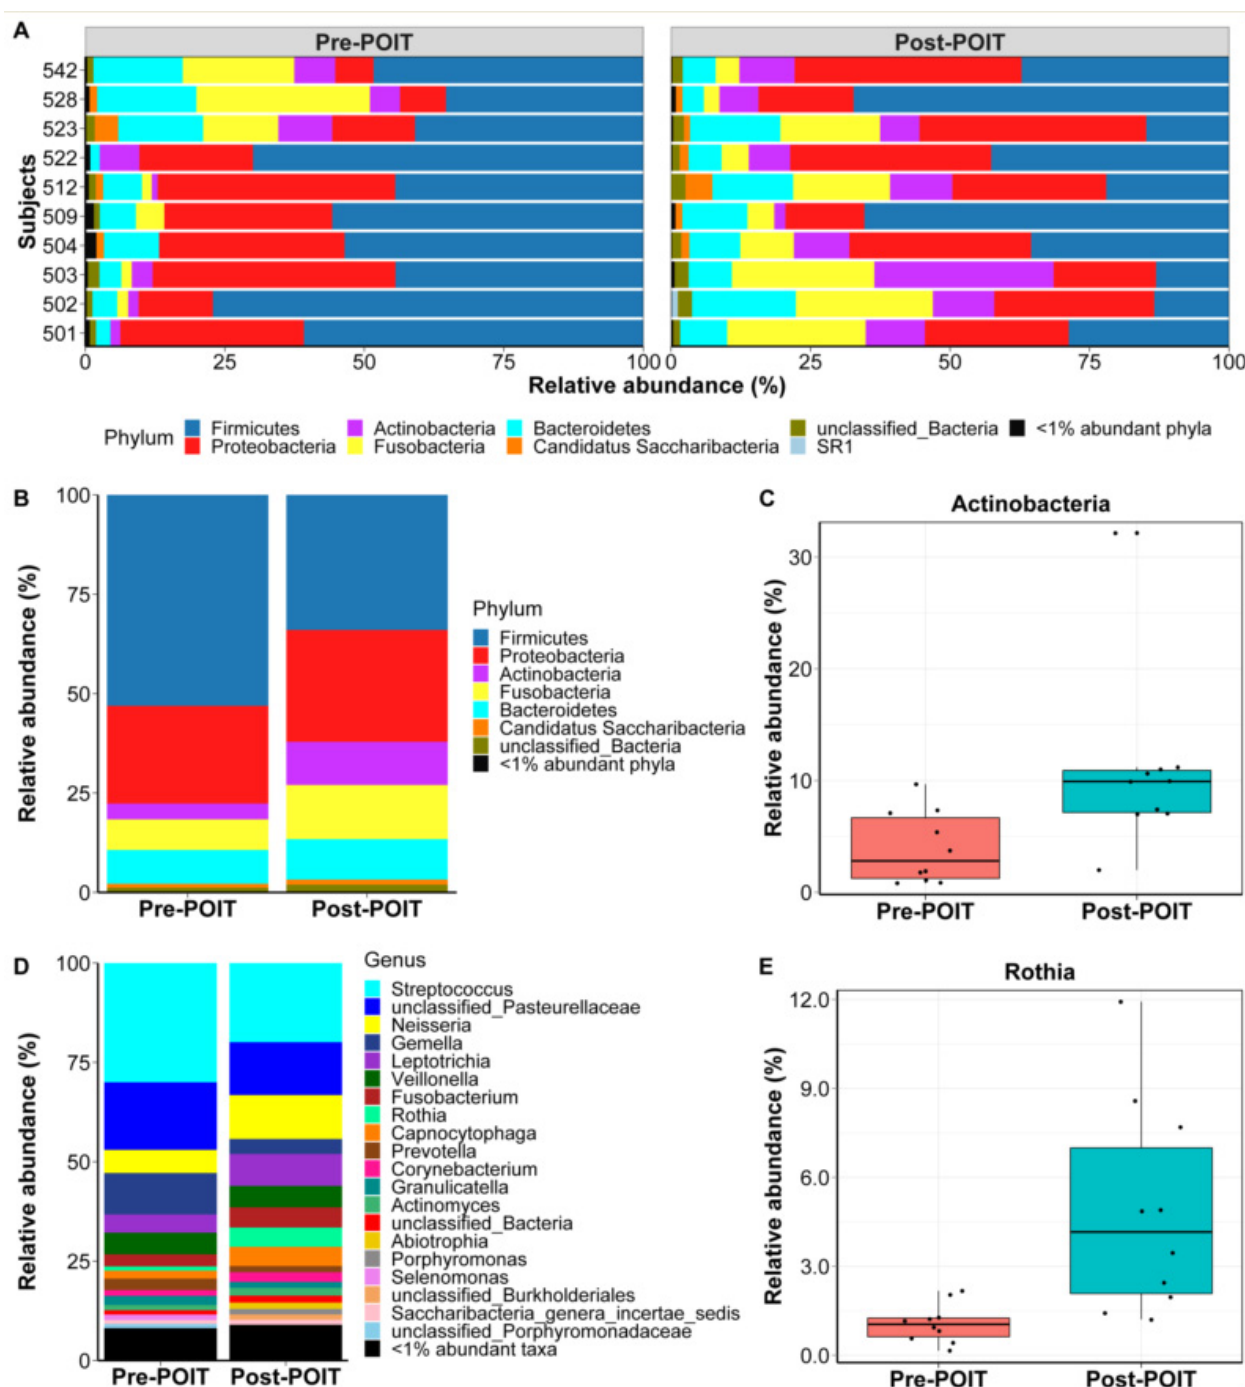 A
Pre-POIT
Post-POIT
Subjects
542
528
523
522
512
509
504
503
502
501
0 25 50 75 100
0 25 50 75 100
Relative abundance (%)
Phylum
Firmicutes Actinobacteria Bacteroidetes unclassified_Bacteria <1% abundant phyla
Proteobacteria Fusobacteria Candidatus Saccharibacteria SR1
B
Relative abundance (%)
100
75
50
25
0
Pre-POIT Post-POIT
Phylum
Firmicutes
Proteobacteria
Actinobacteria
Fusobacteria
Bacteroidetes
Candidatus Saccharibacteria
unclassified_Bacteria
<1% abundant phyla
C
Actinobacteria
Relative abundance (%)
30
20
10
0
Pre-POIT Post-POIT
D
Relative abundance (%)
100
75
50
25
0
Pre-POIT Post-POIT
Genus
Streptococcus
unclassified_Pasteurellaceae
Neisseria
Gemella
Leptotrichia
Veillonella
Fusobacterium
Rothia
Capnocytophaga
Prevotella
Corynebacterium
Granulicatella
Actinomyces
unclassified_Bacteria
Abiotrophia
Porphyromonas
Selenomonas
unclassified_Burkholderiales
Saccharibacteria_genera_incertae_sedis
unclassified_Porphyromonadaceae
<1% abundant taxa
E
Rothia
Relative abundance (%)
12.0
9.0
6.0
3.0
0.0
Pre-POIT Post-POIT